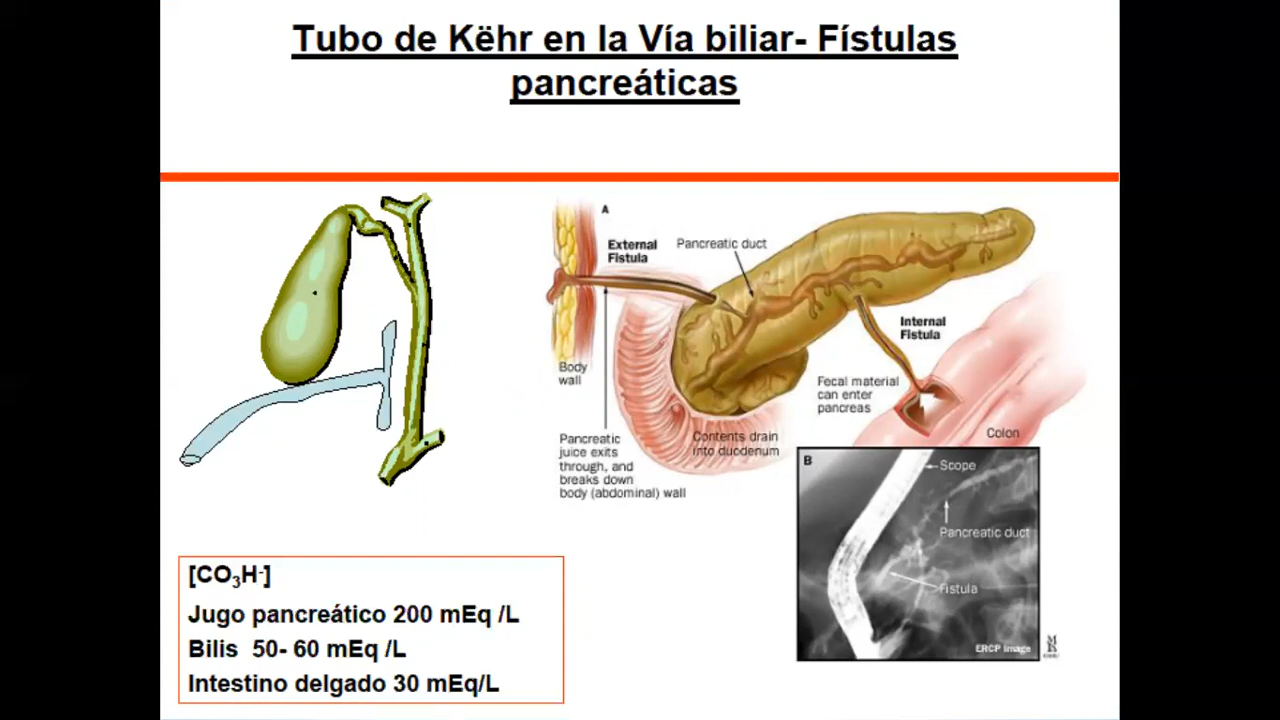 Tubo de Këhr en la Vía biliar- Fístulas
pancreáticas
A
External
Fistula
Pancreatic duct
Internal
Fistula
Body
wall
Fecal material
can enter
pancreas
Pancreatic
juice exits
through, and
breaks down
body (abdominal) wall
Contents drain
into duodenum
Colon
B
Scope
Pancreatic duct
Fistula
ERCP image
[CO₃H⁻]
Jugo pancreático 200 mEq /L
Bilis 50- 60 mEq /L
Intestino delgado 30 mEq/L